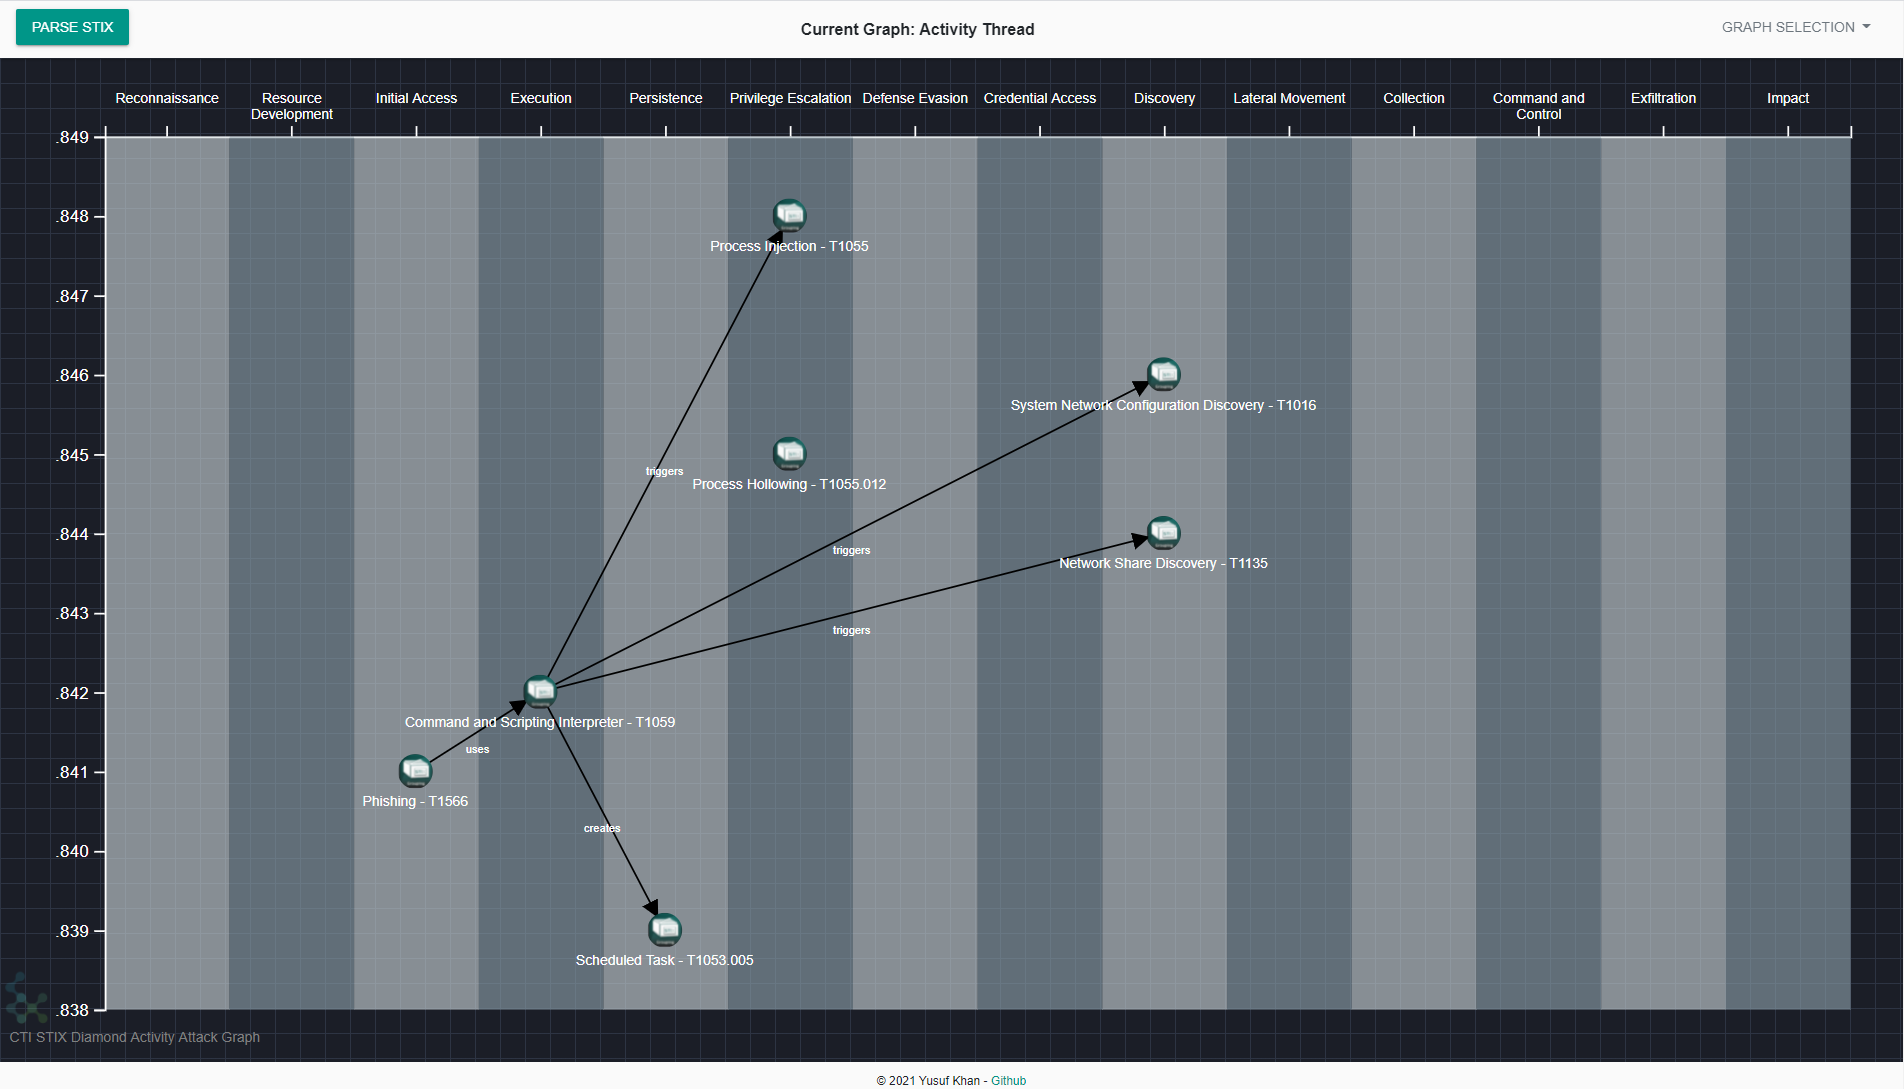 PARSE STIX
Current Graph: Activity Thread
GRAPH SELECTION
Reconnaissance
Resource
Development
Initial Access
Execution
Persistence
Privilege Escalation
Defense Evasion
Credential Access
Discovery
Lateral Movement
Collection
Command and
Control
Exfiltration
Impact
.849
.848
Process Injection - T1055
.847
.846
System Network Configuration Discovery - T1016
.845
triggers
Process Hollowing - T1055.012
.844
triggers
Network Share Discovery - T1135
.843
triggers
.842
Command and Scripting Interpreter - T1059
uses
.841
Phishing - T1566
creates
.840
.839
Scheduled Task - T1053.005
.838
CTI STIX Diamond Activity Attack Graph
© 2021 Yusuf Khan - Github